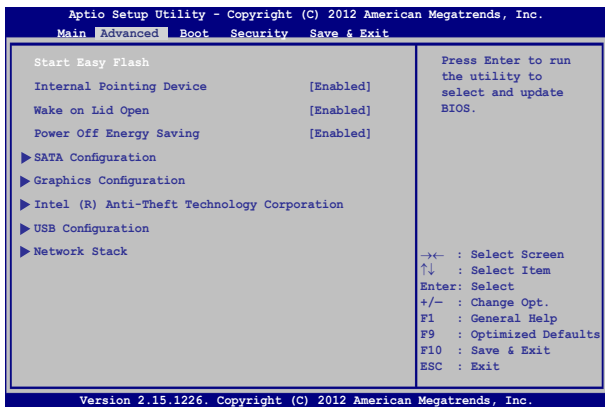 Aptio Setup Utility - Copyright (C) 2012 American Megatrends, Inc.
Main Advanced Boot Security Save & Exit
Start Easy Flash
Internal Pointing Device [Enabled]
Wake on Lid Open [Enabled]
Power Off Energy Saving [Enabled]
SATA Configuration
Graphics Configuration
Intel (R) Anti-Theft Technology Corporation
USB Configuration
Network Stack
Press Enter to run
the utility to
select and update
BIOS.
→← : Select Screen
↑↓ : Select Item
Enter: Select
+/— : Change Opt.
F1 : General Help
F9 : Optimized Defaults
F10 : Save & Exit
ESC : Exit
Version 2.15.1226. Copyright (C) 2012 American Megatrends, Inc.